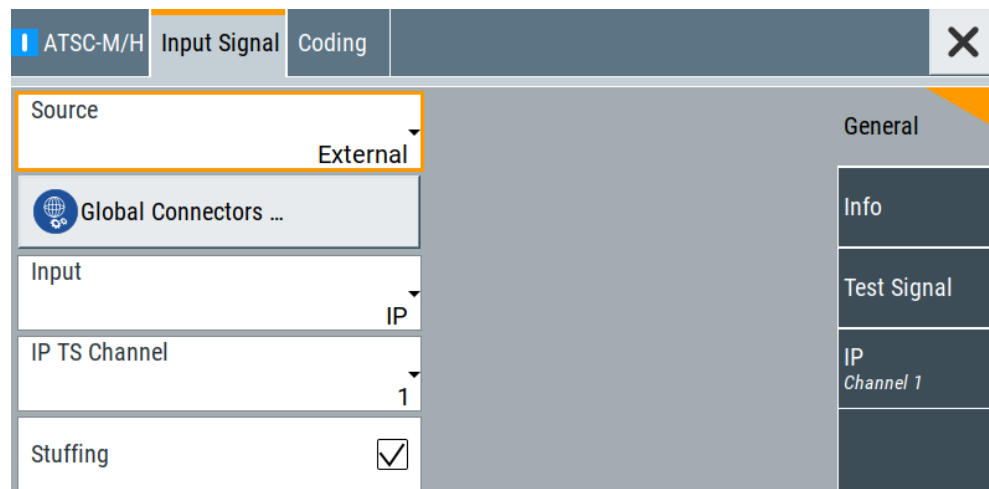 ATSC-M/H
Input Signal
Coding
Source
External
Global Connectors ...
Input
IP
IP TS Channel
1
Stuffing
General
Info
Test Signal
IP
Channel 1